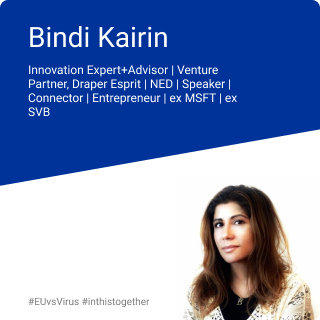 Bindi Kairin
Innovation Expert+Advisor | Venture
Partner, Draper Esprit | NED | Speaker |
Connector | Entrepreneur | ex MSFT | ex
SVB
#EUvsVirus #inthistogether